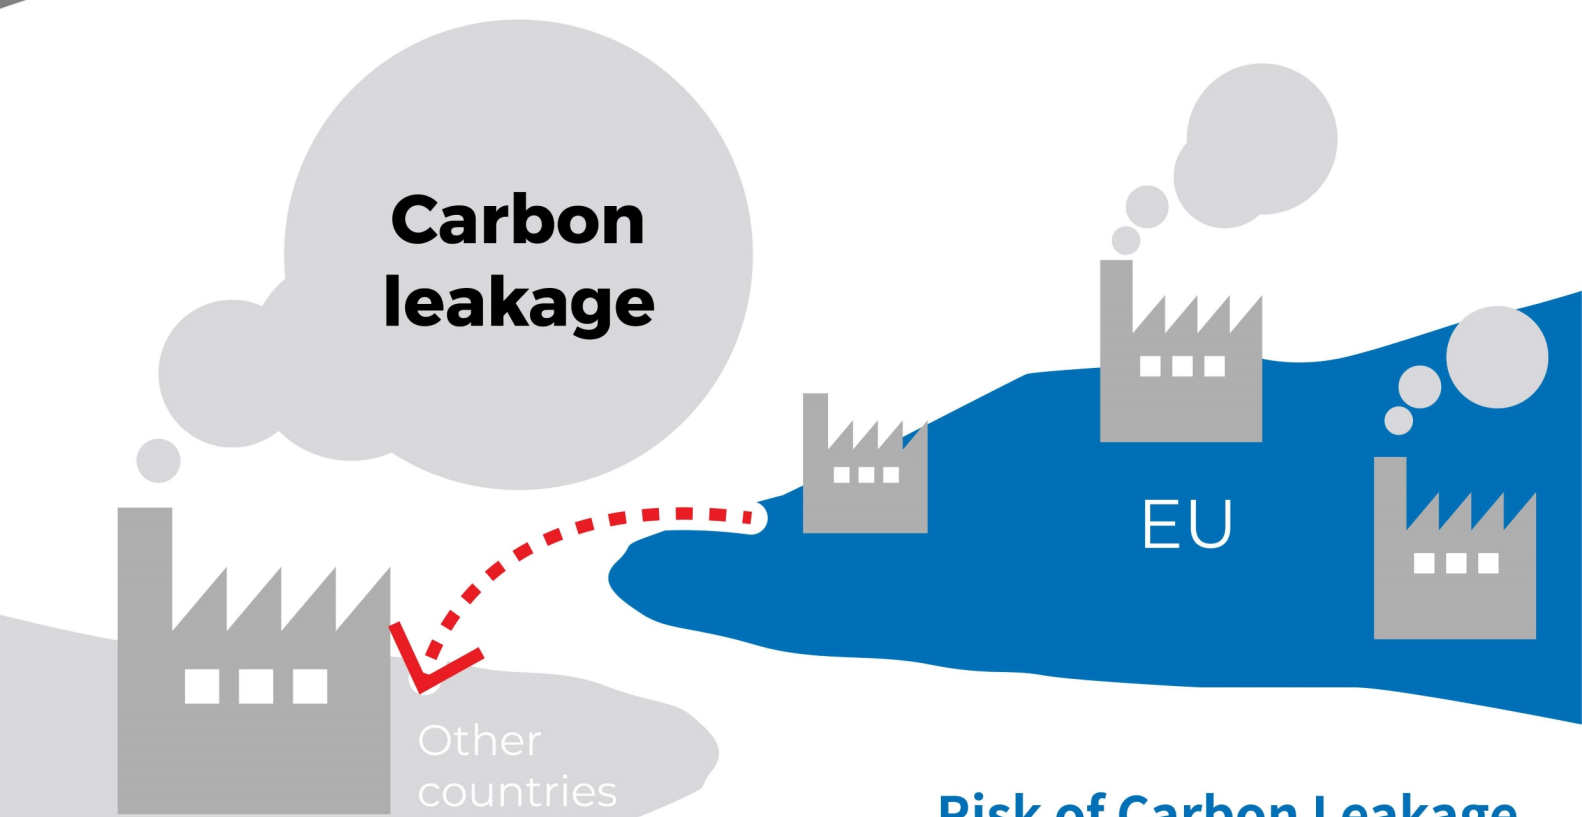 Carbon
leakage
EU
Other
countries
Risk of Carbon Leakage